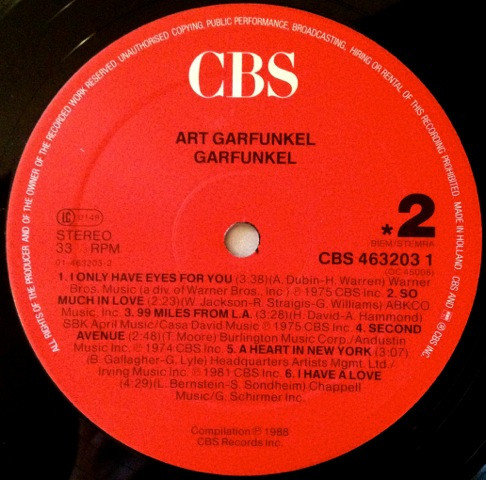 ALL RIGHTS OF THE PRODUCER AND OF THE OWNER OF THE RECORDED WORK RESERVED. UNAUTHORISED COPYING, PUBLIC PERFORMANCE, BROADCASTING, HIRING OR RENTAL OF THIS RECORDING PROHIBITED. MADE IN HOLLAND. CBS AND ℗ CBS INC.
CBS
ART GARFUNKEL
GARFUNKEL
LC 0149
STEREO
33 RPM
01-463203-2
*2
BIEM/STEMRA
CBS 463203 1
1. I ONLY HAVE EYES FOR YOU (3:38)(A. Dubin-H. Warren) Warner
Bros. Music (a div. of Warner Bros., Inc.) ℗ 1975 CBS Inc. 2. SO
MUCH IN LOVE (2:23)(W. Jackson-R. Straigis-G. Williams) ABKCO
Music, Inc. 3. 99 MILES FROM L.A. (3:28)(H. David-A. Hammond)
SBK April Music/Casa David Music ℗ 1975 CBS Inc. 4. SECOND
AVENUE (2:48)(T. Moore) Burlington Music Corp./Andustin
Music Inc. ℗ 1974 CBS Inc. 5. A HEART IN NEW YORK (3:07)
(B. Gallagher-G. Lyle) Headquarters Artists Mgmt. Ltd./
Irving Music Inc. ℗ 1981 CBS Inc. 6. I HAVE A LOVE
(4:29)(L. Bernstein-S. Sondheim) Chappell
Music/G. Schirmer Inc.
Compilation ℗ 1988
CBS Records Inc.